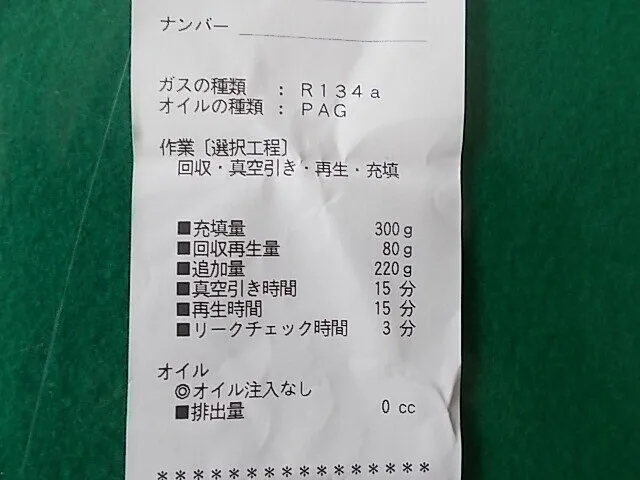 ナンバー
ガスの種類 : R134a
オイルの種類 : PAG
作業〔選択工程〕
回収・真空引き・再生・充填
■充填量 300g
■回収再生量 80g
■追加量 220g
■真空引き時間 15 分
■再生時間 15 分
■リークチェック時間 3 分
オイル
◎オイル注入なし
■排出量 0 cc
****************